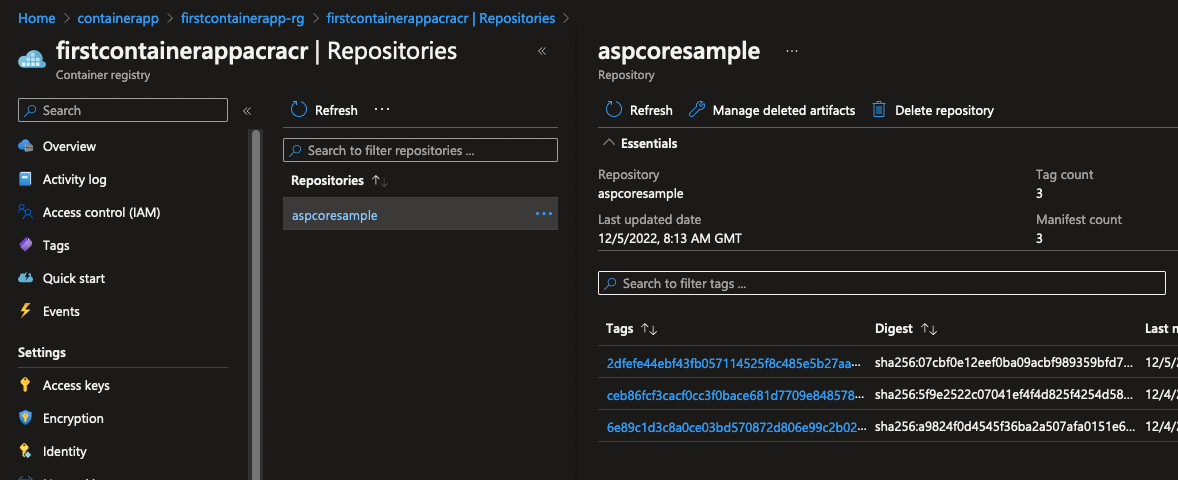 Home > containerapp > firstcontainerapp-rg > firstcontainerappacracr | Repositories >
firstcontainerappacracr | Repositories
Container registry
Search
Overview
Activity log
Access control (IAM)
Tags
Quick start
Events
Settings
Access keys
Encryption
Identity
Refresh
Search to filter repositories ...
Repositories
aspcoresample
aspcoresample
Repository
Refresh
Manage deleted artifacts
Delete repository
Essentials
Repository
aspcoresample
Tag count
3
Last updated date
12/5/2022, 8:13 AM GMT
Manifest count
3
Search to filter tags ...
Tags Digest Last
2dfefe44ebf43fb057114525f8c485e5b27aa... sha256:07cbf0e12eef0ba09acbf989359bfd7... 12/5/
ceb86fcf3cacf0cc3f0bace681d7709e848578... sha256:5f9e2522c07041ef4f4d825f4254d58... 12/4/
6e89c1d3c8a0ce03bd570872d806e99c2b02... sha256:a9824f0d4545f36ba2a507afa0151e6... 12/4/